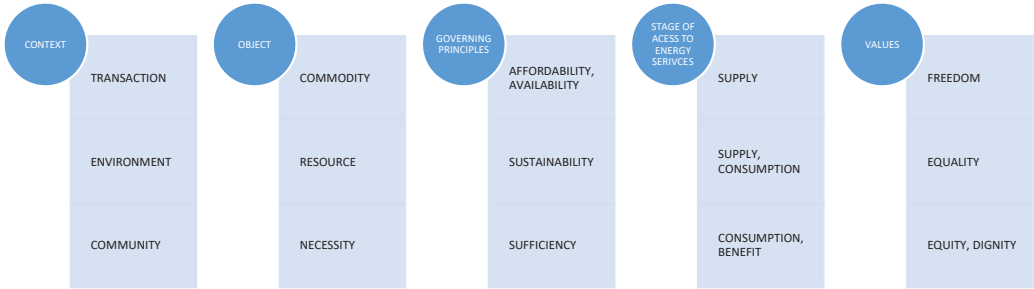 CONTEXT
TRANSACTION
ENVIRONMENT
COMMUNITY
OBJECT
COMMODITY
RESOURCE
NECESSITY
GOVERNING
PRINCIPLES
AFFORDABILITY,
AVAILABILITY
SUSTAINABILITY
SUFFICIENCY
STAGE OF
ACESS TO
ENERGY
SERIVCES
SUPPLY
SUPPLY,
CONSUMPTION
CONSUMPTION,
BENEFIT
VALUES
FREEDOM
EQUALITY
EQUITY, DIGNITY